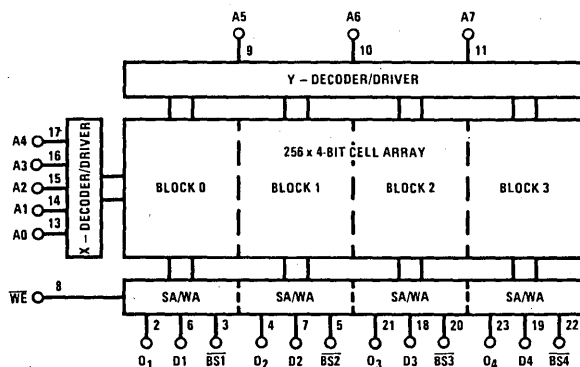 A5 A6 A7
9 10 11
Y – DECODER/DRIVER
256 x 4-BIT CELL ARRAY
BLOCK 0 BLOCK 1 BLOCK 2 BLOCK 3
X – DECODER/DRIVER
A4 17
A3 16
A2 15
A1 14
A0 13
WE 8
SA/WA SA/WA SA/WA SA/WA
2 6 3 4 7 5 21 18 20 23 19 22
O1 D1 BS1 O2 D2 BS2 O3 D3 BS3 O4 D4 BS4